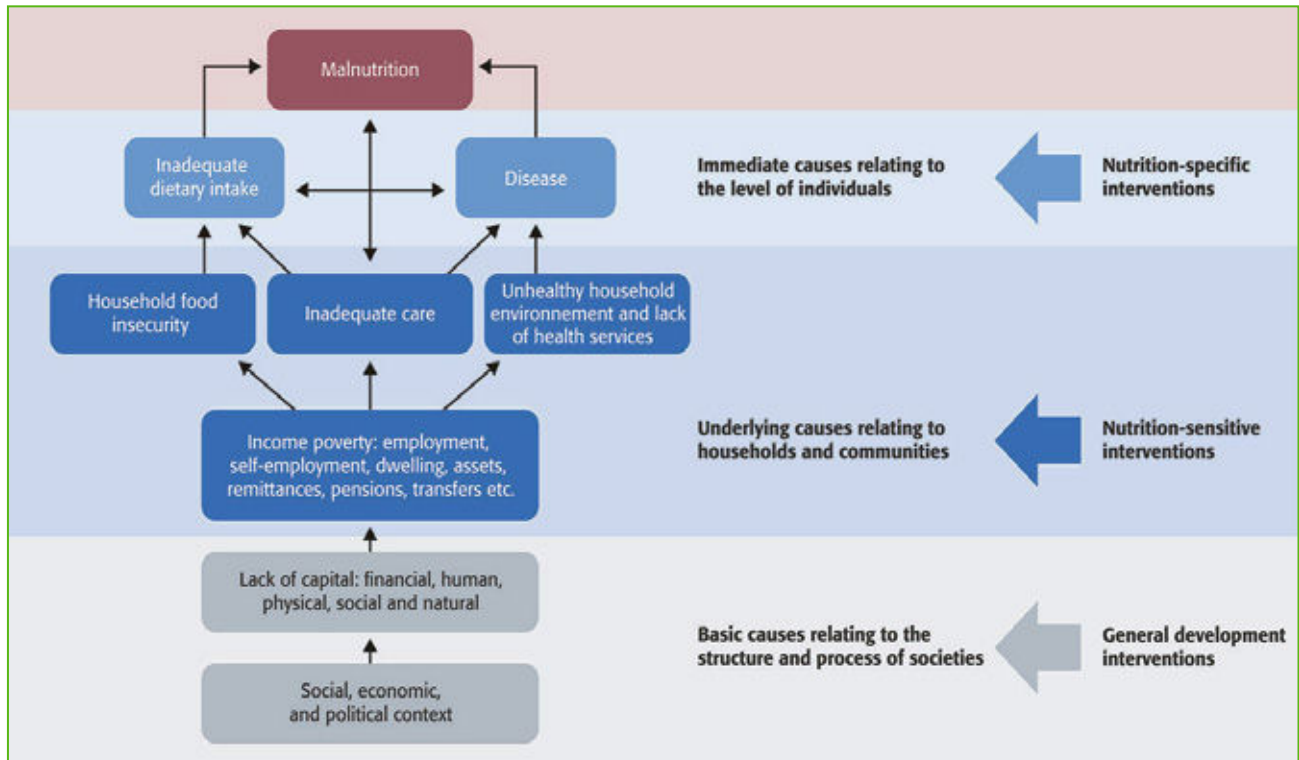 Malnutrition
Inadequate
dietary intake
Disease
Immediate causes relating to
the level of individuals
Nutrition-specific
interventions
Household food
insecurity
Inadequate care
Unhealthy household
environnement and lack
of health services
Income poverty: employment,
self-employment, dwelling, assets,
remittances, pensions, transfers etc.
Underlying causes relating to
households and communities
Nutrition-sensitive
interventions
Lack of capital: financial, human,
physical, social and natural
Social, economic,
and political context
Basic causes relating to the
structure and process of societies
General development
interventions